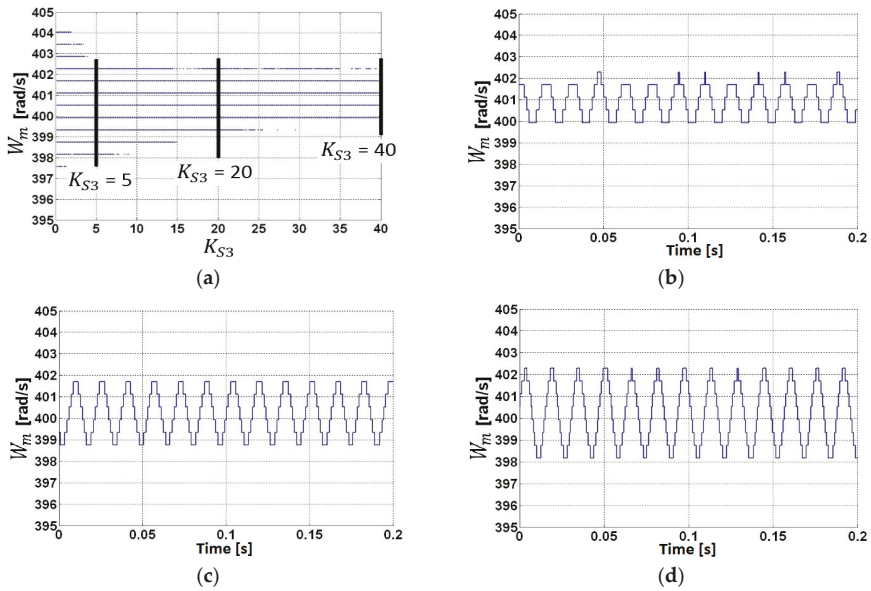 405
404
403
402
401
400
399
398
397
396
395
W_m [rad/s]
K_S3 = 5
K_S3 = 20
K_S3 = 40
0 5 10 15 20 25 30 35 40
K_S3
(a)
405
404
403
402
401
400
399
398
397
396
395
W_m [rad/s]
0 0.05 0.1 0.15 0.2
Time [s]
(b)
405
404
403
402
401
400
399
398
397
396
395
W_m [rad/s]
0 0.05 0.1 0.15 0.2
Time [s]
(c)
405
404
403
402
401
400
399
398
397
396
395
W_m [rad/s]
0 0.05 0.1 0.15 0.2
Time [s]
(d)